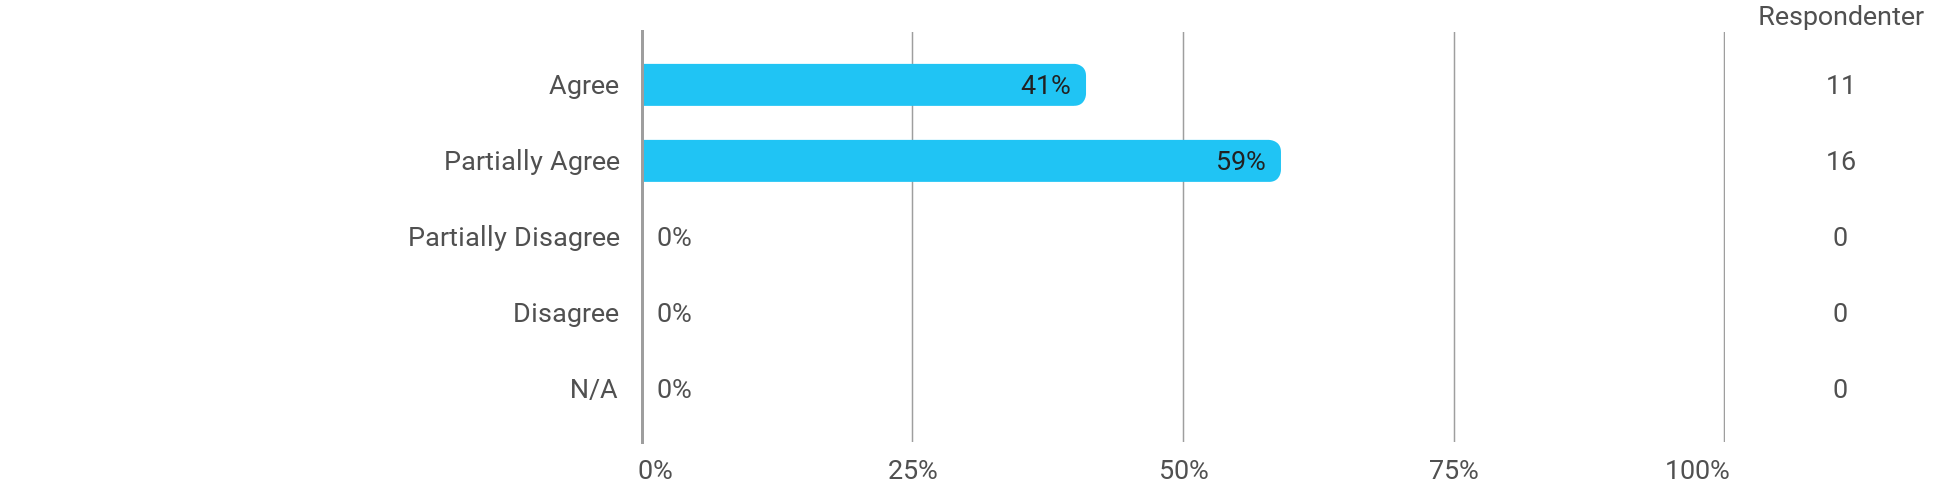 Respondenter
Agree 41% 11
Partially Agree 59% 16
Partially Disagree 0% 0
Disagree 0% 0
N/A 0% 0
0% 25% 50% 75% 100%